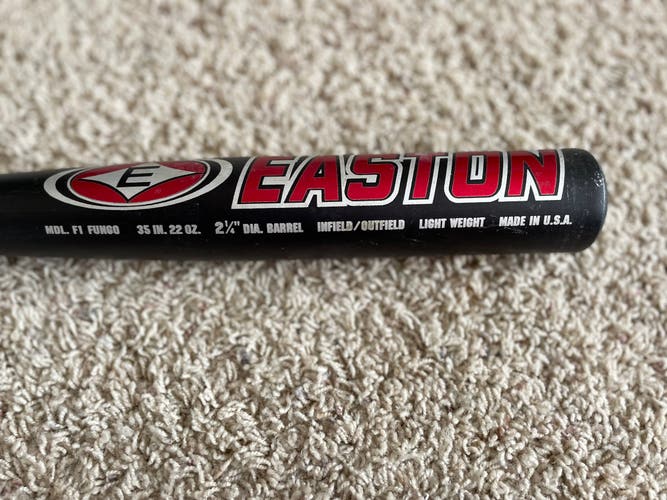 E EASTON
MDL. F1 FUNGO 35 IN. 22 OZ. 2¼" DIA. BARREL INFIELD/OUTFIELD LIGHT WEIGHT MADE IN U.S.A.